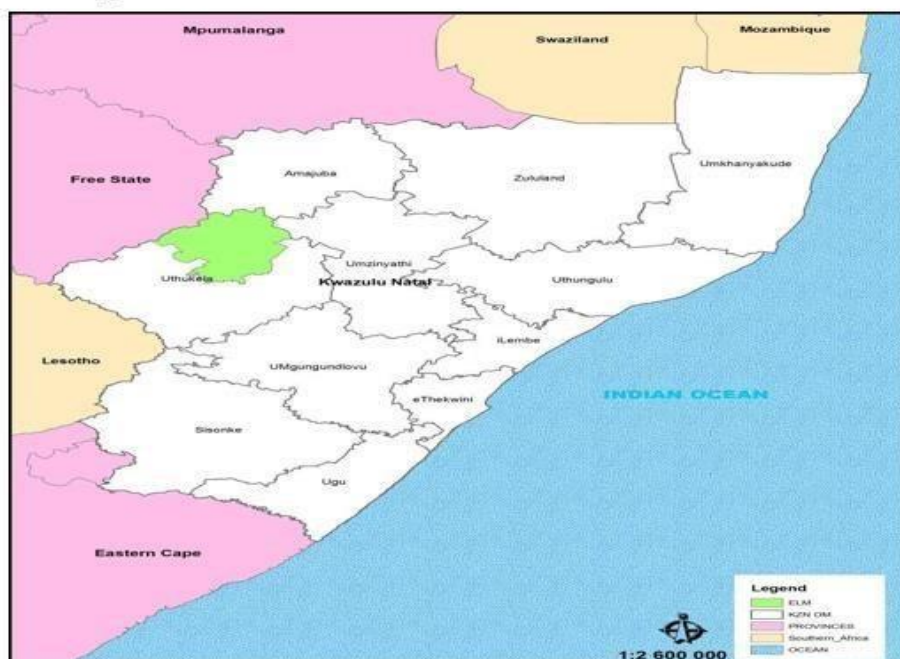 Mpumalanga
Swaziland
Mozambique
Free State
Amajuba
Zululand
Umkhanyakude
Uthukela
Umzinyathi
Kwazulu Natal
Uthungulu
Lesotho
UMgungundlovu
iLembe
eThekwini
INDIAN OCEAN
Sisonke
Ugu
Eastern Cape
Legend
ELM
KZN DM
PROVINCES
Southern_Africa
OCEAN
1:2 600 000